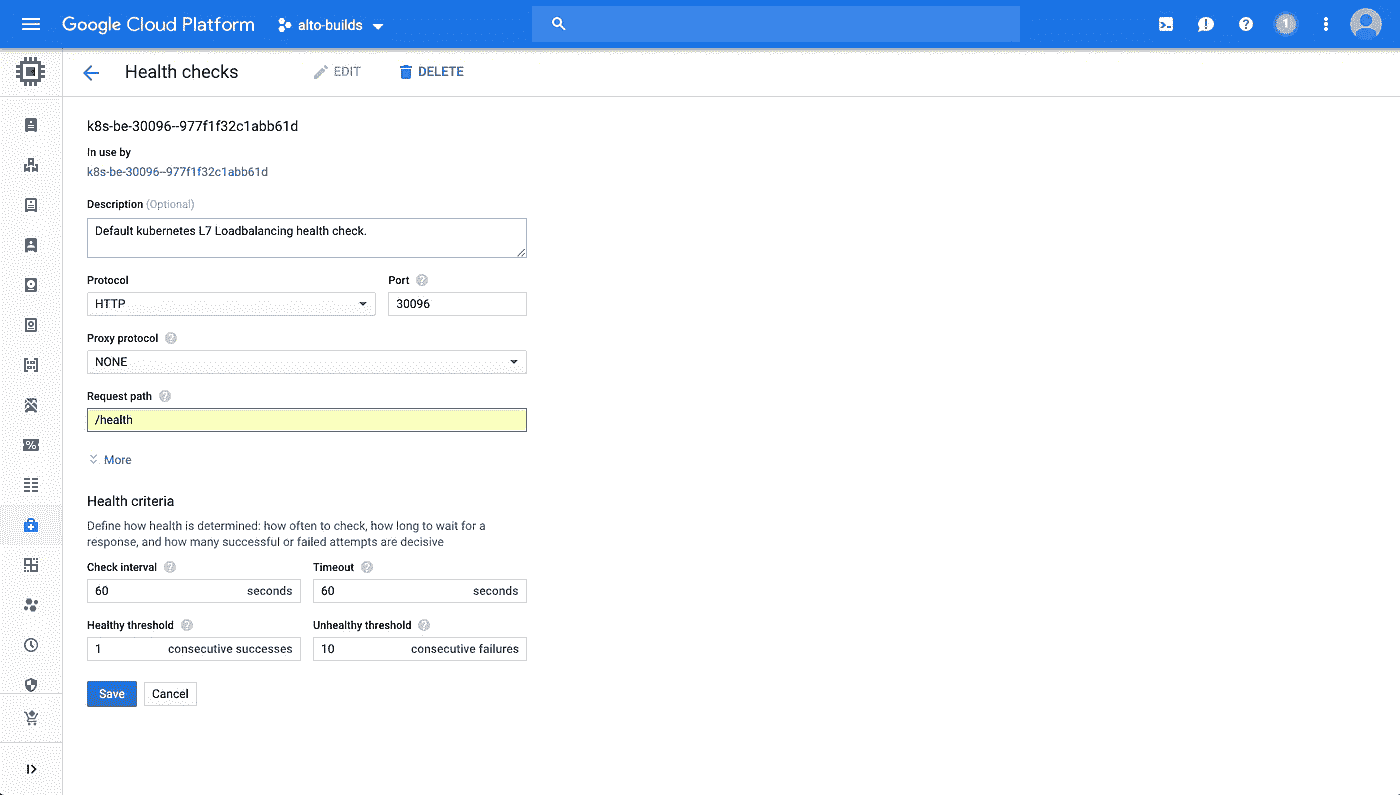 Google Cloud Platform alto-builds 1
Health checks EDIT DELETE
k8s-be-30096--977f1f32c1abb61d
In use by
k8s-be-30096--977f1f32c1abb61d
Description (Optional)
Default kubernetes L7 Loadbalancing health check.
Protocol Port
HTTP 30096
Proxy protocol
NONE
Request path
/health
More
Health criteria
Define how health is determined: how often to check, how long to wait for a
response, and how many successful or failed attempts are decisive
Check interval Timeout
60 seconds 60 seconds
Healthy threshold Unhealthy threshold
1 consecutive successes 10 consecutive failures
Save Cancel